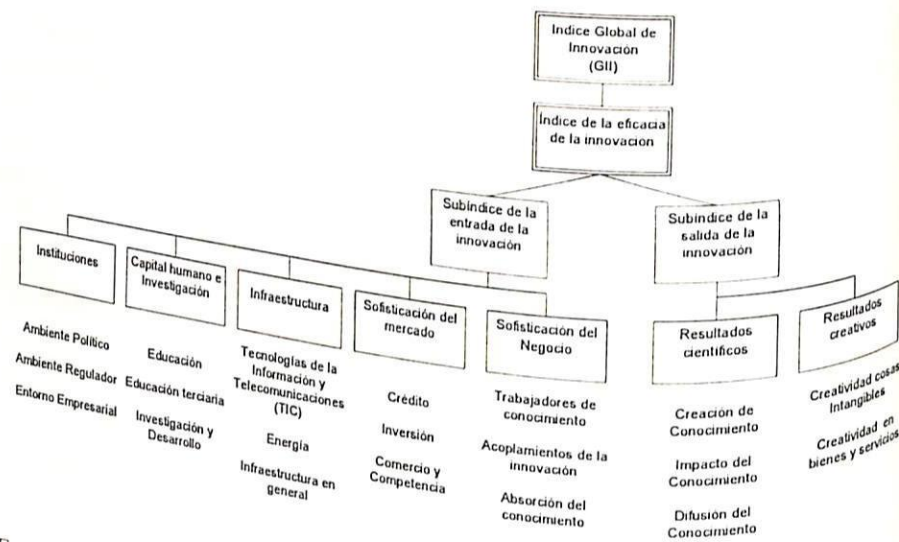 Indice Global de
Innovación
(GII)
Índice de la eficacia
de la innovacion
Subíndice de la
entrada de la
innovación
Subíndice de la
salida de la
innovación
Instituciones
Capital humano e
Investigación
Infraestructura
Sofisticación del
mercado
Sofisticación del
Negocio
Resultados
científicos
Resultados
creativos
Ambiente Político
Ambiente Regulador
Entorno Empresarial
Educación
Educación terciaria
Investigación y
Desarrollo
Tecnologías de la
Información y
Telecomunicaciones
(TIC)
Energía
Infraestructura en
general
Crédito
Inversión
Comercio y
Competencia
Trabajadores de
conocimiento
Acoplamientos de la
innovación
Absorción del
conocimiento
Creación de
Conocimiento
Impacto del
Conocimiento
Difusión del
Conocimiento
Creatividad cosas
Intangibles
Creatividad en
bienes y servicios